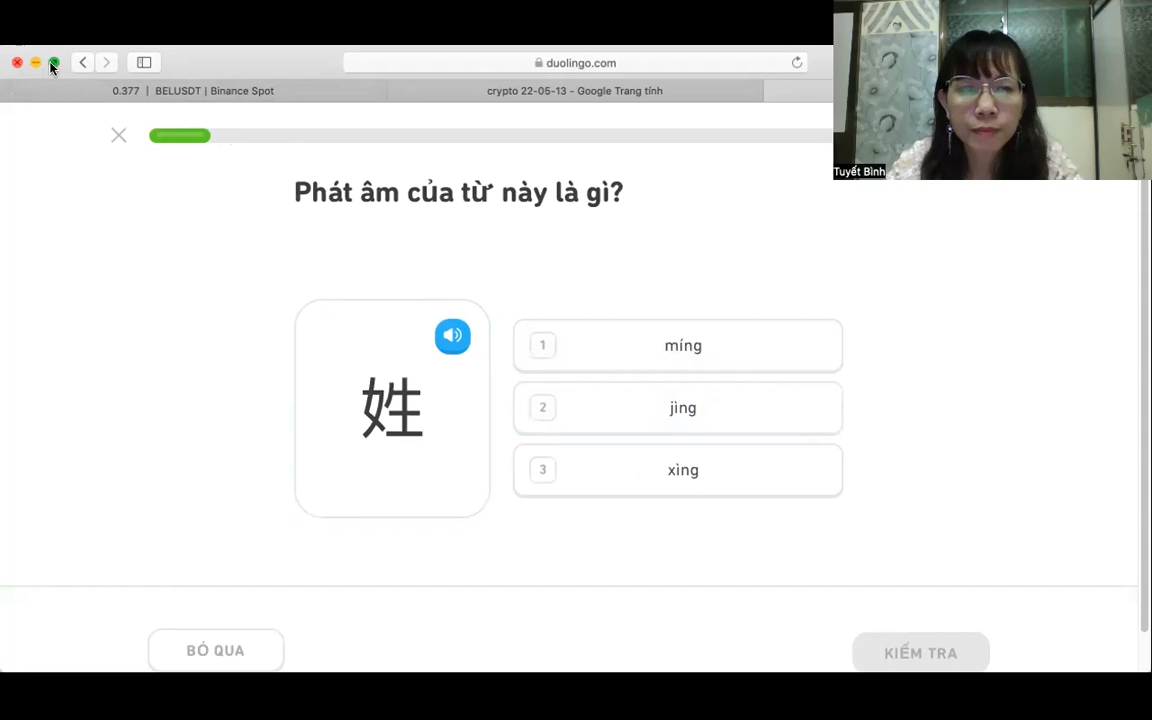 duolingo.com
0.377 | BELUSDT | Binance Spot
crypto 22-05-13 - Google Trang tính
Tuyết Bình
Phát âm của từ này là gì?
姓
1 míng
2 jìng
3 xìng
BỎ QUA
KIỂM TRA